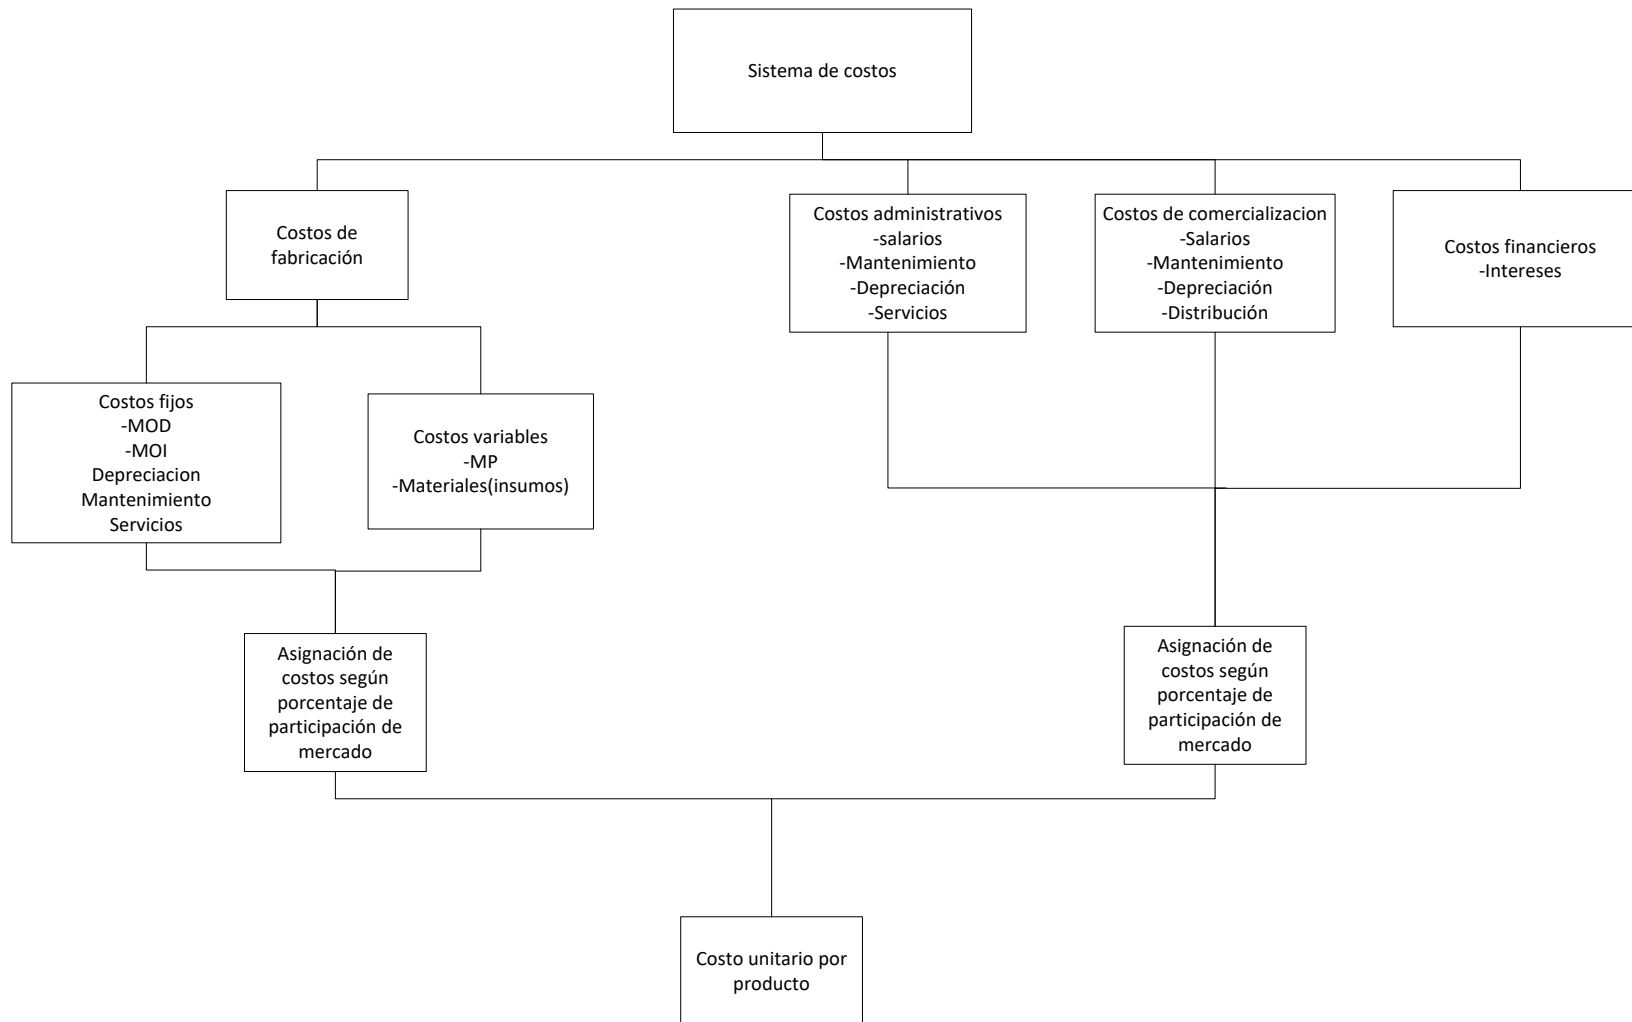 Sistema de costos
Costos de
fabricación
Costos administrativos
-salarios
-Mantenimiento
-Depreciación
-Servicios
Costos de comercializacion
-Salarios
-Mantenimiento
-Depreciación
-Distribución
Costos financieros
-Intereses
Costos fijos
-MOD
-MOI
Depreciacion
Mantenimiento
Servicios
Costos variables
-MP
-Materiales(insumos)
Asignación de
costos según
porcentaje de
participación de
mercado
Asignación de
costos según
porcentaje de
participación de
mercado
Costo unitario por
producto